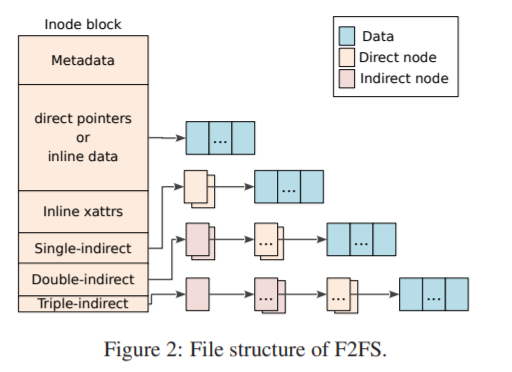 Inode block
Metadata
direct pointers
or
inline data
Inline xattrs
Single-indirect
Double-indirect
Triple-indirect
Data
Direct node
Indirect node
...
...
...
...
...
...
...
Figure 2: File structure of F2FS.